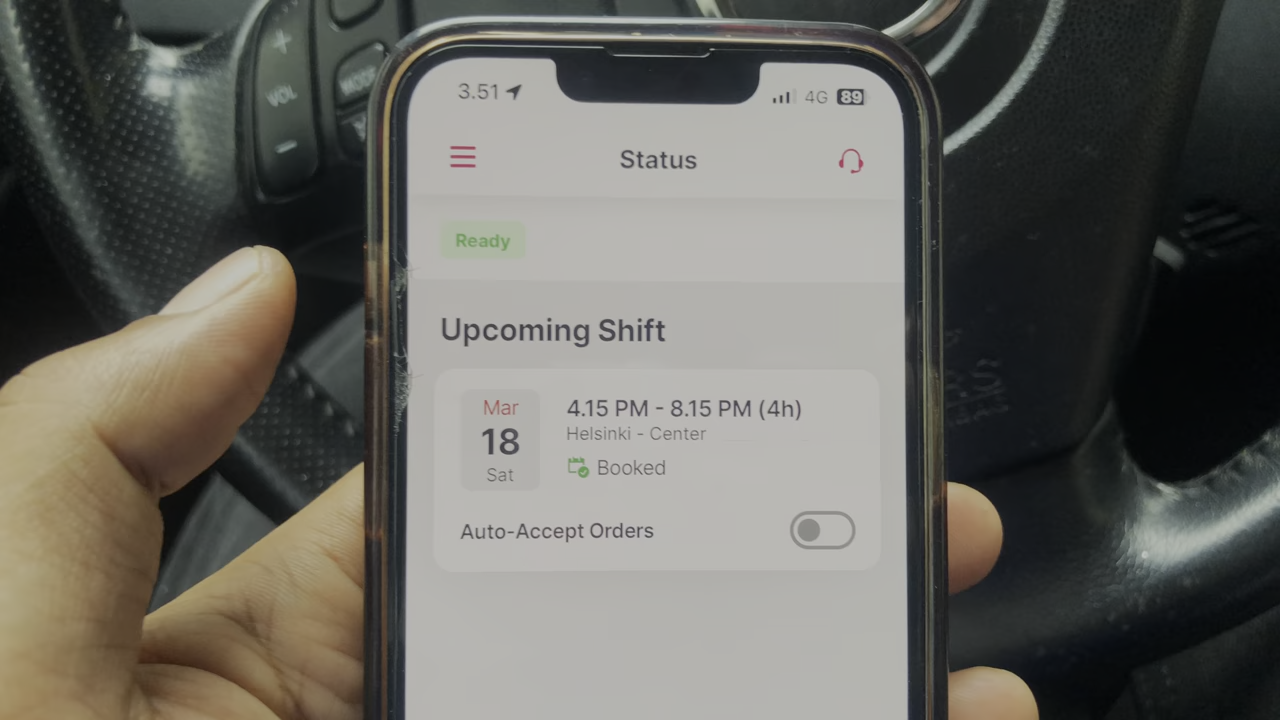 VOL
MODE
3.51
4G 89
Status
Ready
Upcoming Shift
Mar
18
Sat
4.15 PM - 8.15 PM (4h)
Helsinki - Center
Booked
Auto-Accept Orders